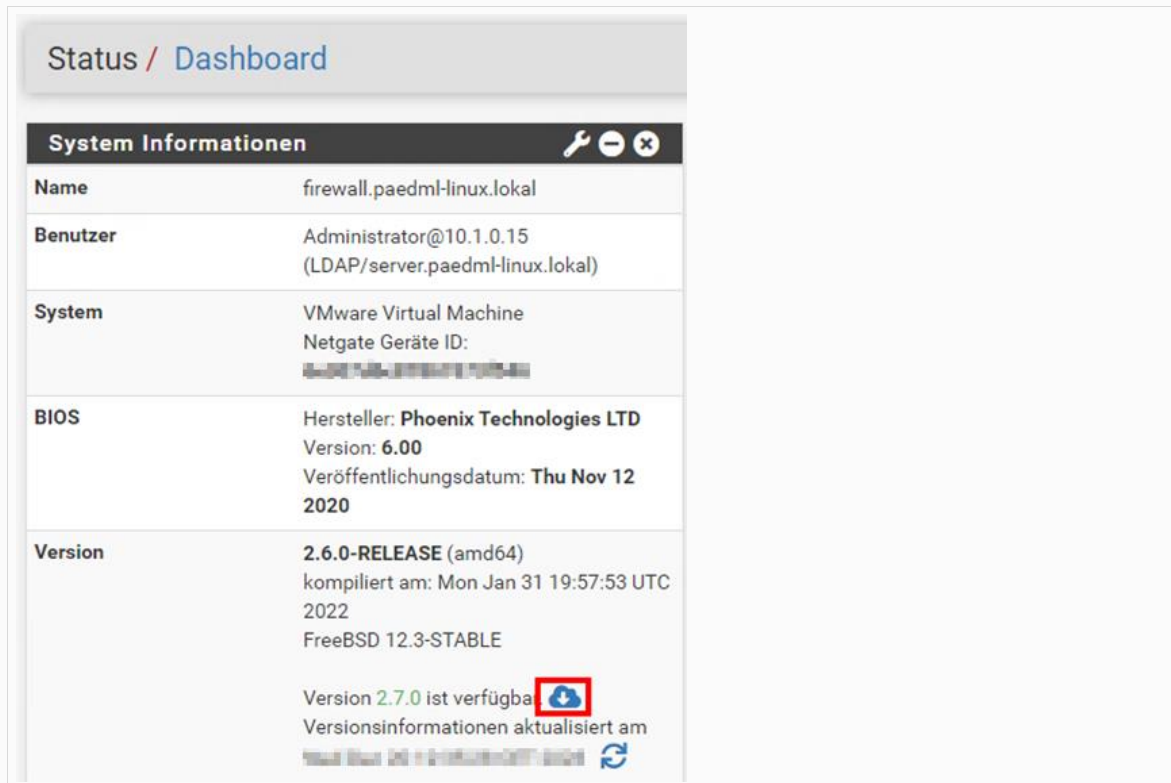 Status / Dashboard
System Informationen
Name firewall.paedml-linux.lokal
Benutzer Administrator@10.1.0.15
(LDAP/server.paedml-linux.lokal)
System VMware Virtual Machine
Netgate Geräte ID:
BIOS Hersteller: Phoenix Technologies LTD
Version: 6.00
Veröffentlichungsdatum: Thu Nov 12
2020
Version 2.6.0-RELEASE (amd64)
kompiliert am: Mon Jan 31 19:57:53 UTC
2022
FreeBSD 12.3-STABLE
Version 2.7.0 ist verfügba
Versionsinformationen aktualisiert am